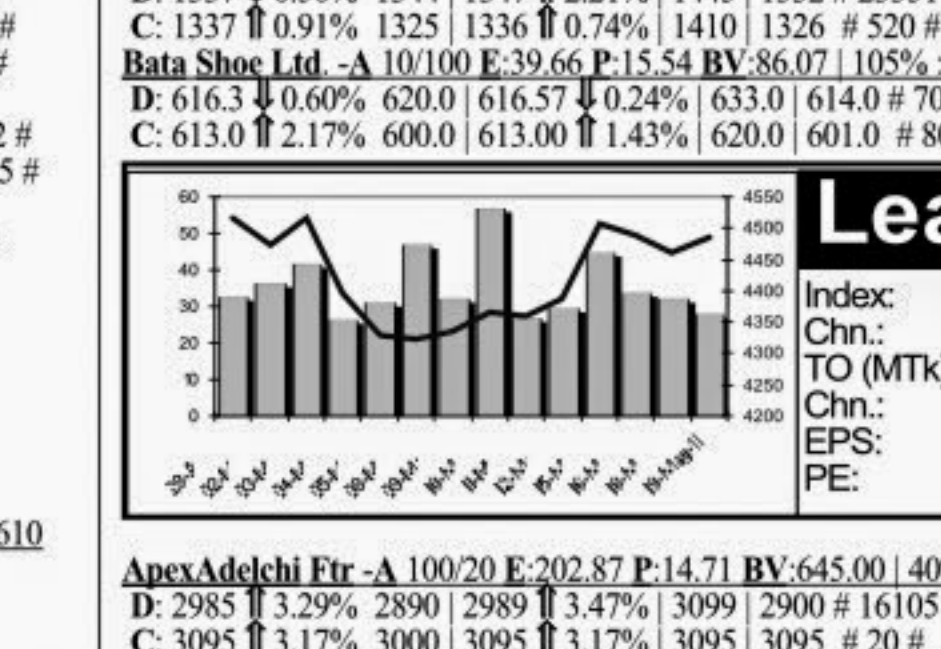 #
C: 1337 ⇑ 0.91% 1325 | 1336 ⇑ 0.74% | 1410 | 1326 # 520 #
#
Bata Shoe Ltd. -A 10/100 E:39.66 P:15.54 BV:86.07 | 105%
D: 616.3 ⇓ 0.60% 620.0 | 616.57 ⇓ 0.24% | 633.0 | 614.0 # 70
2 #
C: 613.0 ⇑ 2.17% 600.0 | 613.00 ⇑ 1.43% | 620.0 | 601.0 # 80
5 #
60 4550
50 4500
4450
40 4400
30 4350
20 4300
10 4250
0 4200
Lea
Index:
Chn.:
TO (MTk
Chn.:
EPS:
PE:
610
ApexAdelchi Ftr -A 100/20 E:202.87 P:14.71 BV:645.00 | 40
D: 2985 ⇑ 3.29% 2890 | 2989 ⇑ 3.47% | 3099 | 2900 # 16105
C: 3095 ⇑ 3.17% 3000 | 3095 ⇑ 3.17% | 3095 | 3095 # 20 #